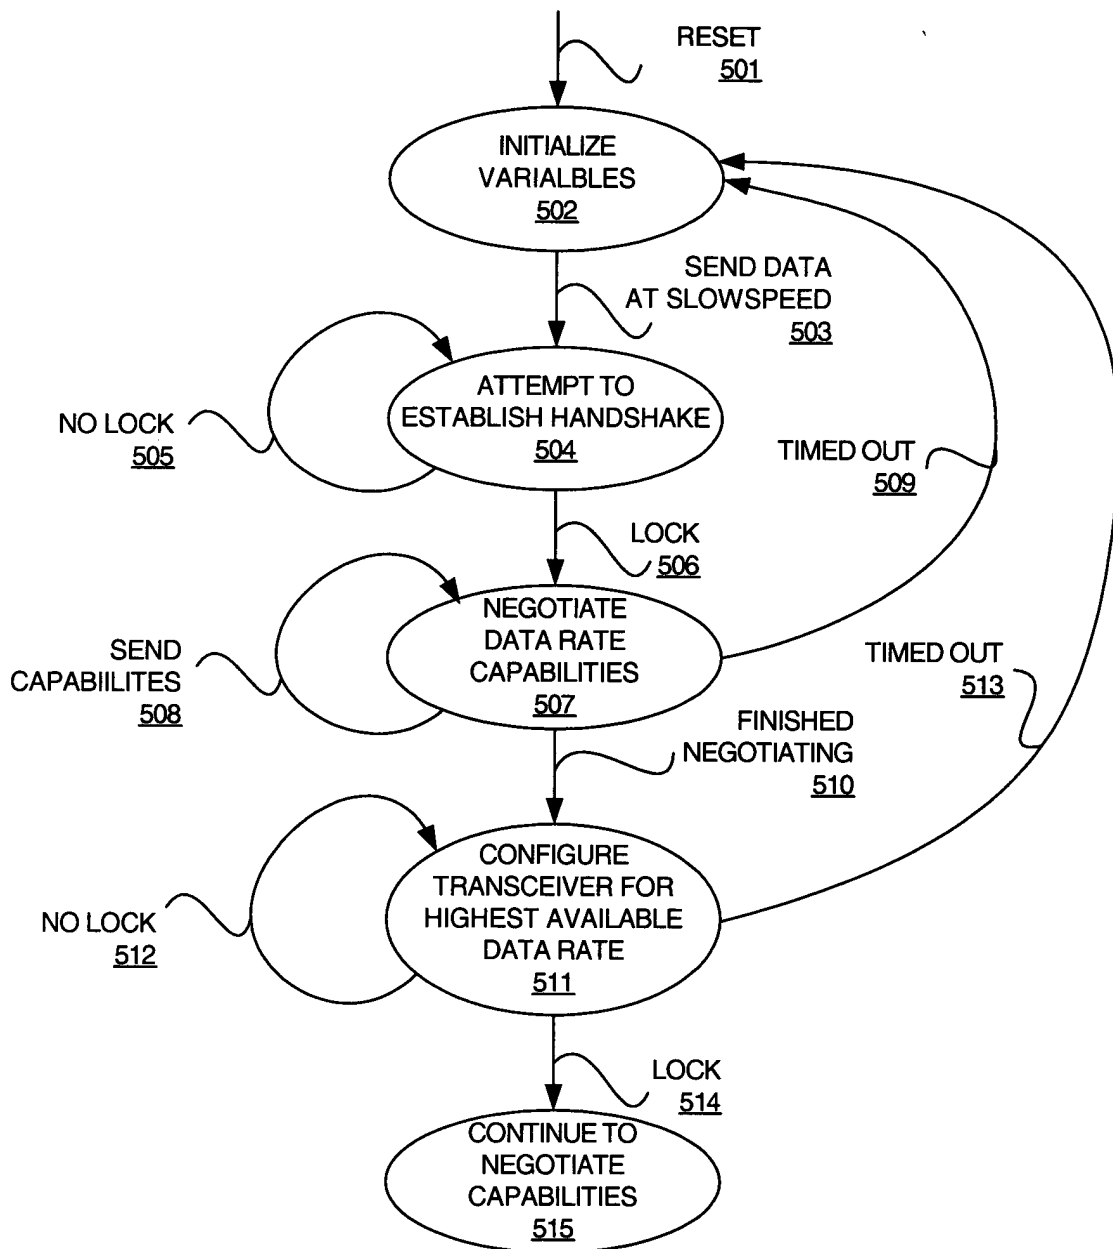 RESET
501
INITIALIZE
VARIALBLES
502
SEND DATA
AT SLOWSPEED
503
ATTEMPT TO
ESTABLISH HANDSHAKE
504
NO LOCK
505
TIMED OUT
509
LOCK
506
NEGOTIATE
DATA RATE
CAPABILITIES
507
SEND
CAPABIILITES
508
TIMED OUT
513
FINISHED
NEGOTIATING
510
CONFIGURE
TRANSCEIVER FOR
HIGHEST AVAILABLE
DATA RATE
511
NO LOCK
512
LOCK
514
CONTINUE TO
NEGOTIATE
CAPABILITIES
515